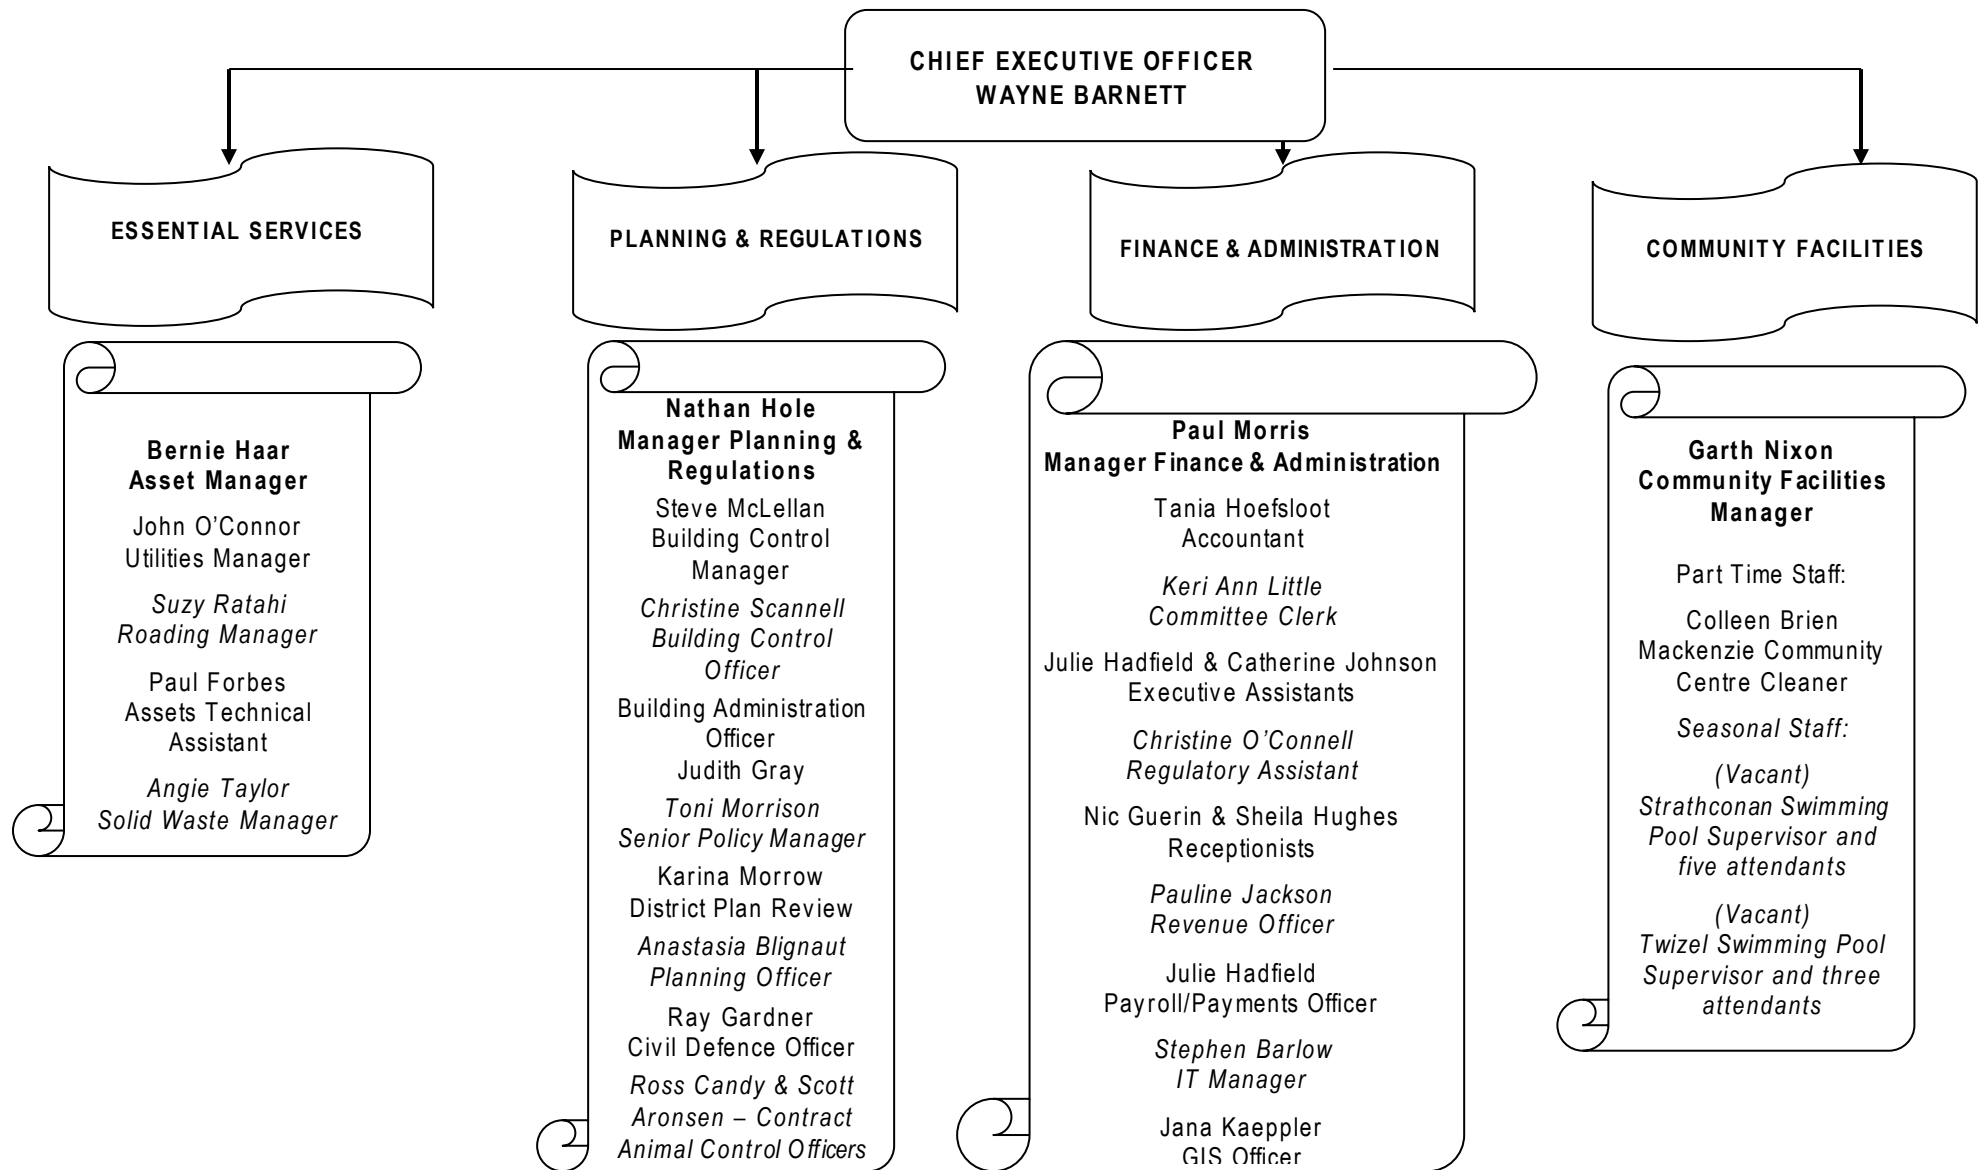 CHIEF EXECUTIVE OFFICER
WAYNE BARNETT
ESSENTIAL SERVICES
PLANNING & REGULATIONS
FINANCE & ADMINISTRATION
COMMUNITY FACILITIES
Bernie Haar
Asset Manager
John O’Connor
Utilities Manager
Suzy Ratahi
Roading Manager
Paul Forbes
Assets Technical
Assistant
Angie Taylor
Solid Waste Manager
Nathan Hole
Manager Planning &
Regulations
Steve McLellan
Building Control
Manager
Christine Scannell
Building Control
Officer
Building Administration
Officer
Judith Gray
Toni Morrison
Senior Policy Manager
Karina Morrow
District Plan Review
Anastasia Blignaut
Planning Officer
Ray Gardner
Civil Defence Officer
Ross Candy & Scott
Aronsen – Contract
Animal Control Officers
Paul Morris
Manager Finance & Administration
Tania Hoefsloot
Accountant
Keri Ann Little
Committee Clerk
Julie Hadfield & Catherine Johnson
Executive Assistants
Christine O’Connell
Regulatory Assistant
Nic Guerin & Sheila Hughes
Receptionists
Pauline Jackson
Revenue Officer
Julie Hadfield
Payroll/Payments Officer
Stephen Barlow
IT Manager
Jana Kaeppler
GIS Officer
Garth Nixon
Community Facilities
Manager
Part Time Staff:
Colleen Brien
Mackenzie Community
Centre Cleaner
Seasonal Staff:
(Vacant)
Strathconan Swimming
Pool Supervisor and
five attendants
(Vacant)
Twizel Swimming Pool
Supervisor and three
attendants